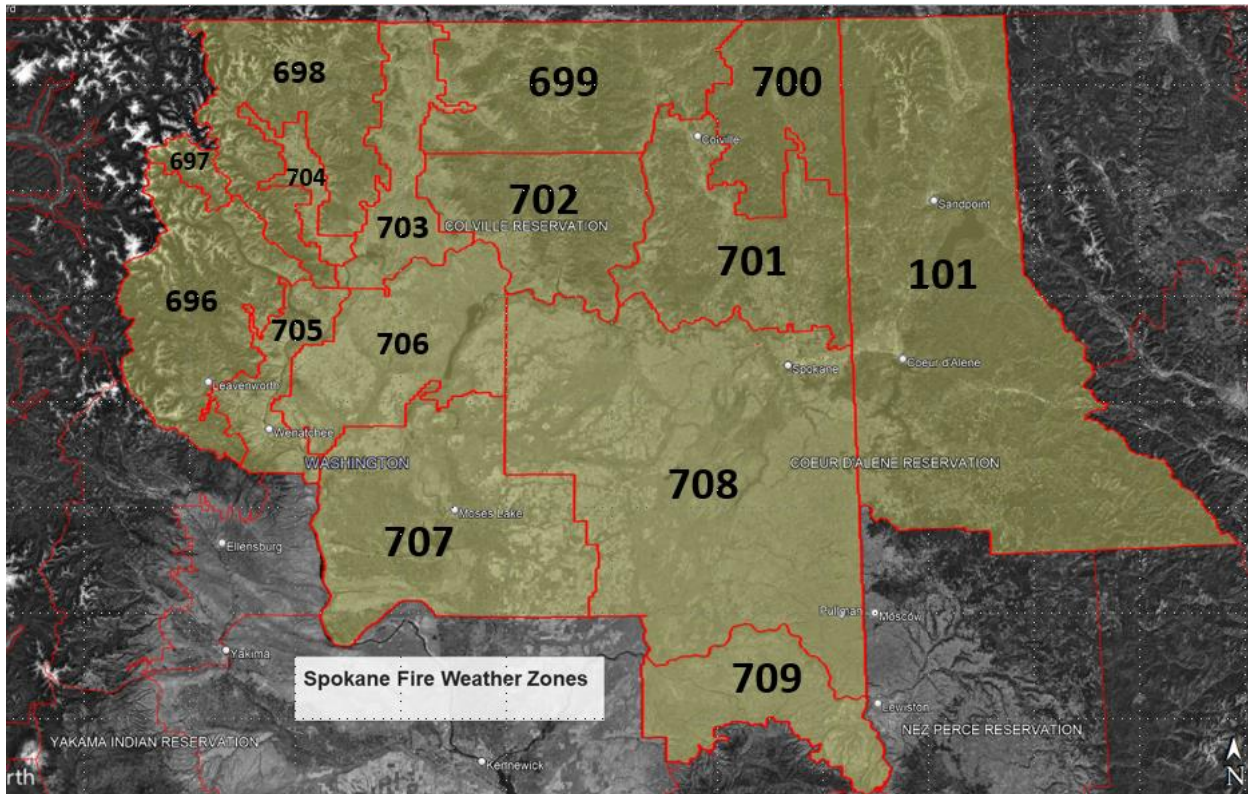 rd
698
699
700
Colville
697
704
702
Sandpoint
703
COLVILLE RESERVATION
701
101
696
705
706
Coeur d'Alene
Spokane
Leavenworth
Wenatchee
WASHINGTON
COEUR D'ALENE RESERVATION
708
Moses Lake
707
Ellensburg
Pullman
Moscow
Yakima
Spokane Fire Weather Zones
709
Lewiston
NEZ PERCE RESERVATION
YAKAMA INDIAN RESERVATION
Kennewick
rth
N